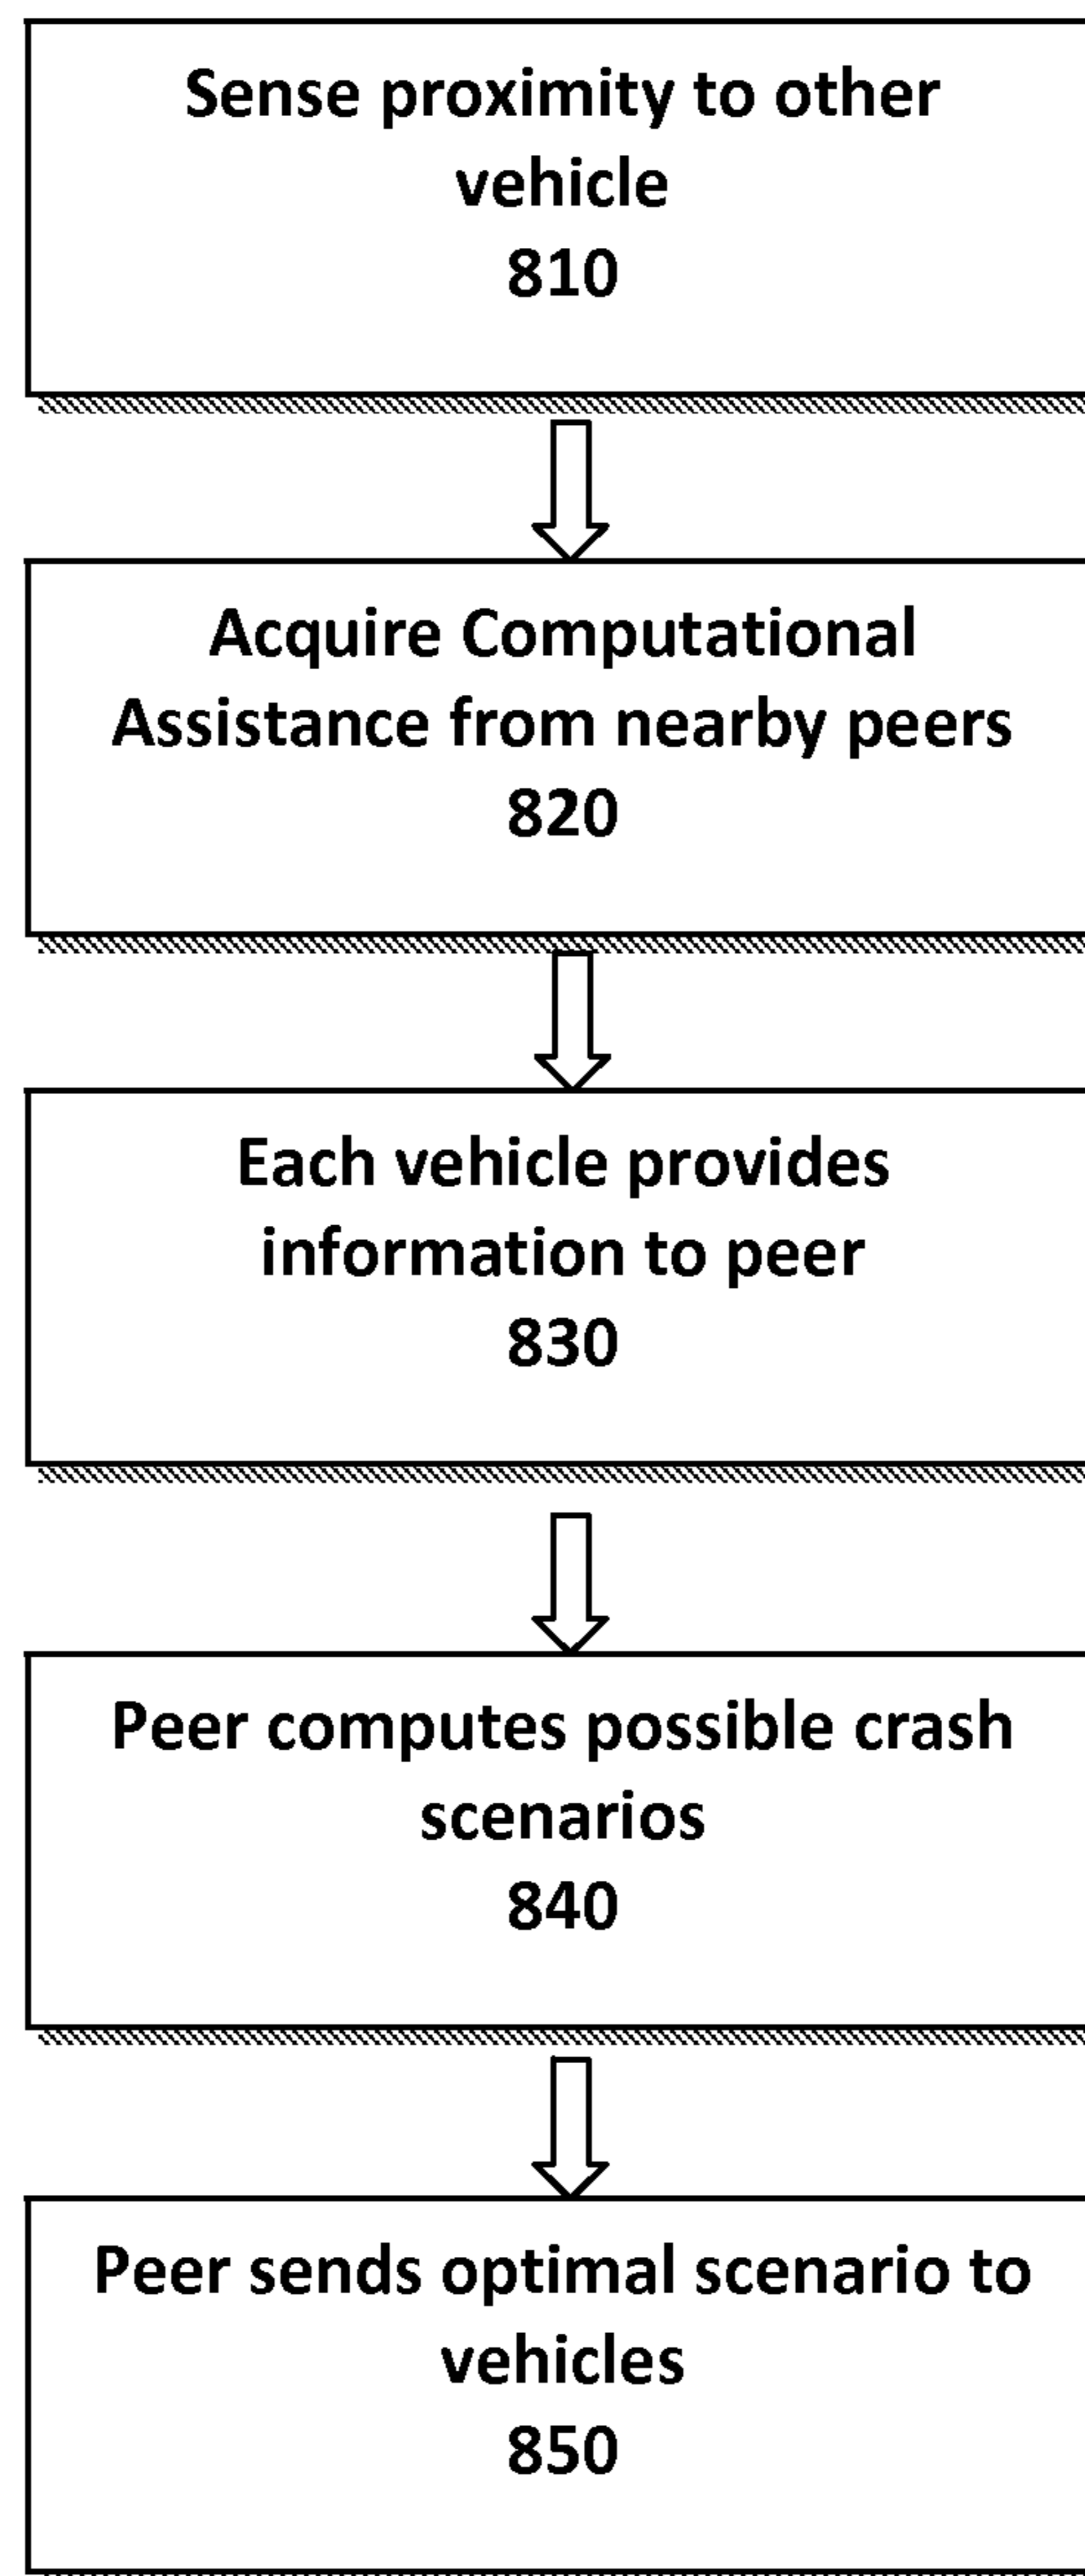 Sense proximity to other
vehicle
810
Acquire Computational
Assistance from nearby peers
820
Each vehicle provides
information to peer
830
Peer computes possible crash
scenarios
840
Peer sends optimal scenario to
vehicles
850